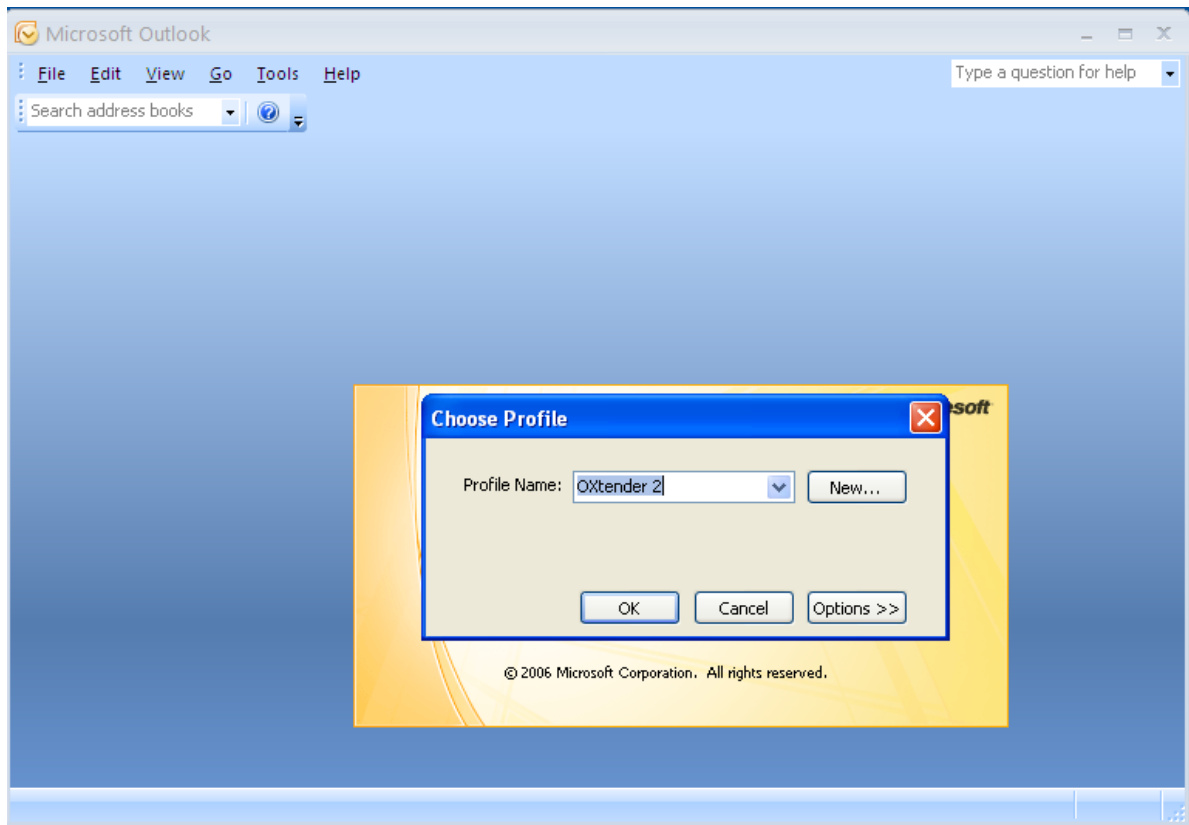 Microsoft Outlook
File Edit View Go Tools Help
Type a question for help
Search address books
Choose Profile
Profile Name: OXtender 2 New...
OK Cancel Options >>
© 2006 Microsoft Corporation. All rights reserved.